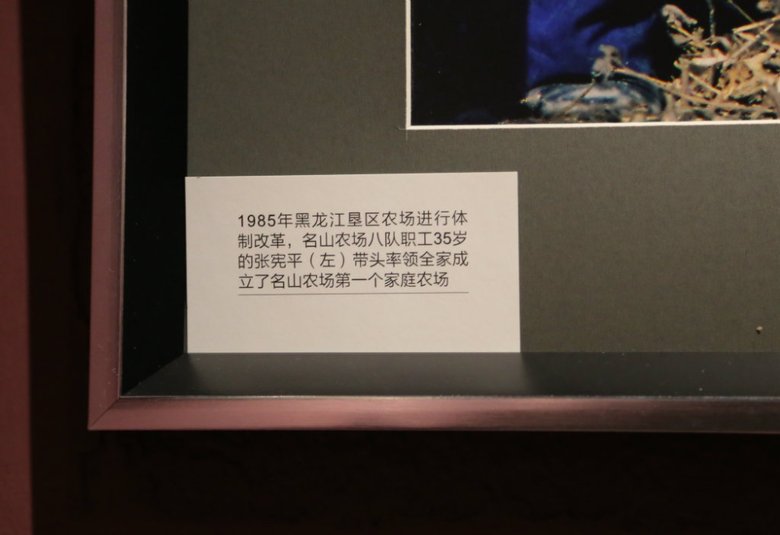 1985年黑龙江垦区农场进行体
制改革，名山农场八队职工35岁
的张宪平（左）带头率领全家成
立了名山农场第一个家庭农场